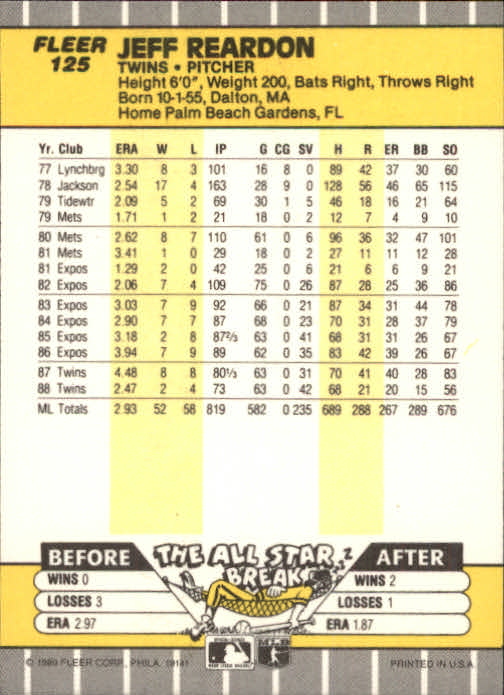 FLEER
125
JEFF REARDON
TWINS • PITCHER
Height 6'0", Weight 200, Bats Right, Throws Right
Born 10-1-55, Dalton, MA
Home Palm Beach Gardens, FL
Yr. Club ERA W L IP G CG SV H R ER BB SO
77 Lynchbrg 3.30 8 3 101 16 8 0 89 42 37 30 60
78 Jackson 2.54 17 4 163 28 9 0 128 56 46 65 115
79 Tidewtr 2.09 5 2 69 30 1 5 46 18 16 21 64
79 Mets 1.71 1 2 21 18 0 2 12 7 4 9 10
80 Mets 2.62 8 7 110 61 0 6 96 36 32 47 101
81 Mets 3.41 1 0 29 18 0 2 27 11 11 12 28
81 Expos 1.29 2 0 42 25 0 6 21 6 6 9 21
82 Expos 2.06 7 4 109 75 0 26 87 28 25 36 86
83 Expos 3.03 7 9 92 66 0 21 87 34 31 44 78
84 Expos 2.90 7 7 87 68 0 23 70 31 28 37 79
85 Expos 3.18 2 8 87 2/3 63 0 41 68 31 31 26 67
86 Expos 3.94 7 9 89 62 0 35 83 42 39 26 67
87 Twins 4.48 8 8 80 1/3 63 0 31 70 41 40 28 83
88 Twins 2.47 2 4 73 63 0 42 68 21 20 15 56
ML Totals 2.93 52 58 819 582 0 235 689 288 267 289 676
BEFORE THE ALL STAR BREAK AFTER
WINS 0 WINS 2
LOSSES 3 LOSSES 1
ERA 2.97 ERA 1.87
© 1989 FLEER CORP., PHILA. 19141 PRINTED IN U.S.A.